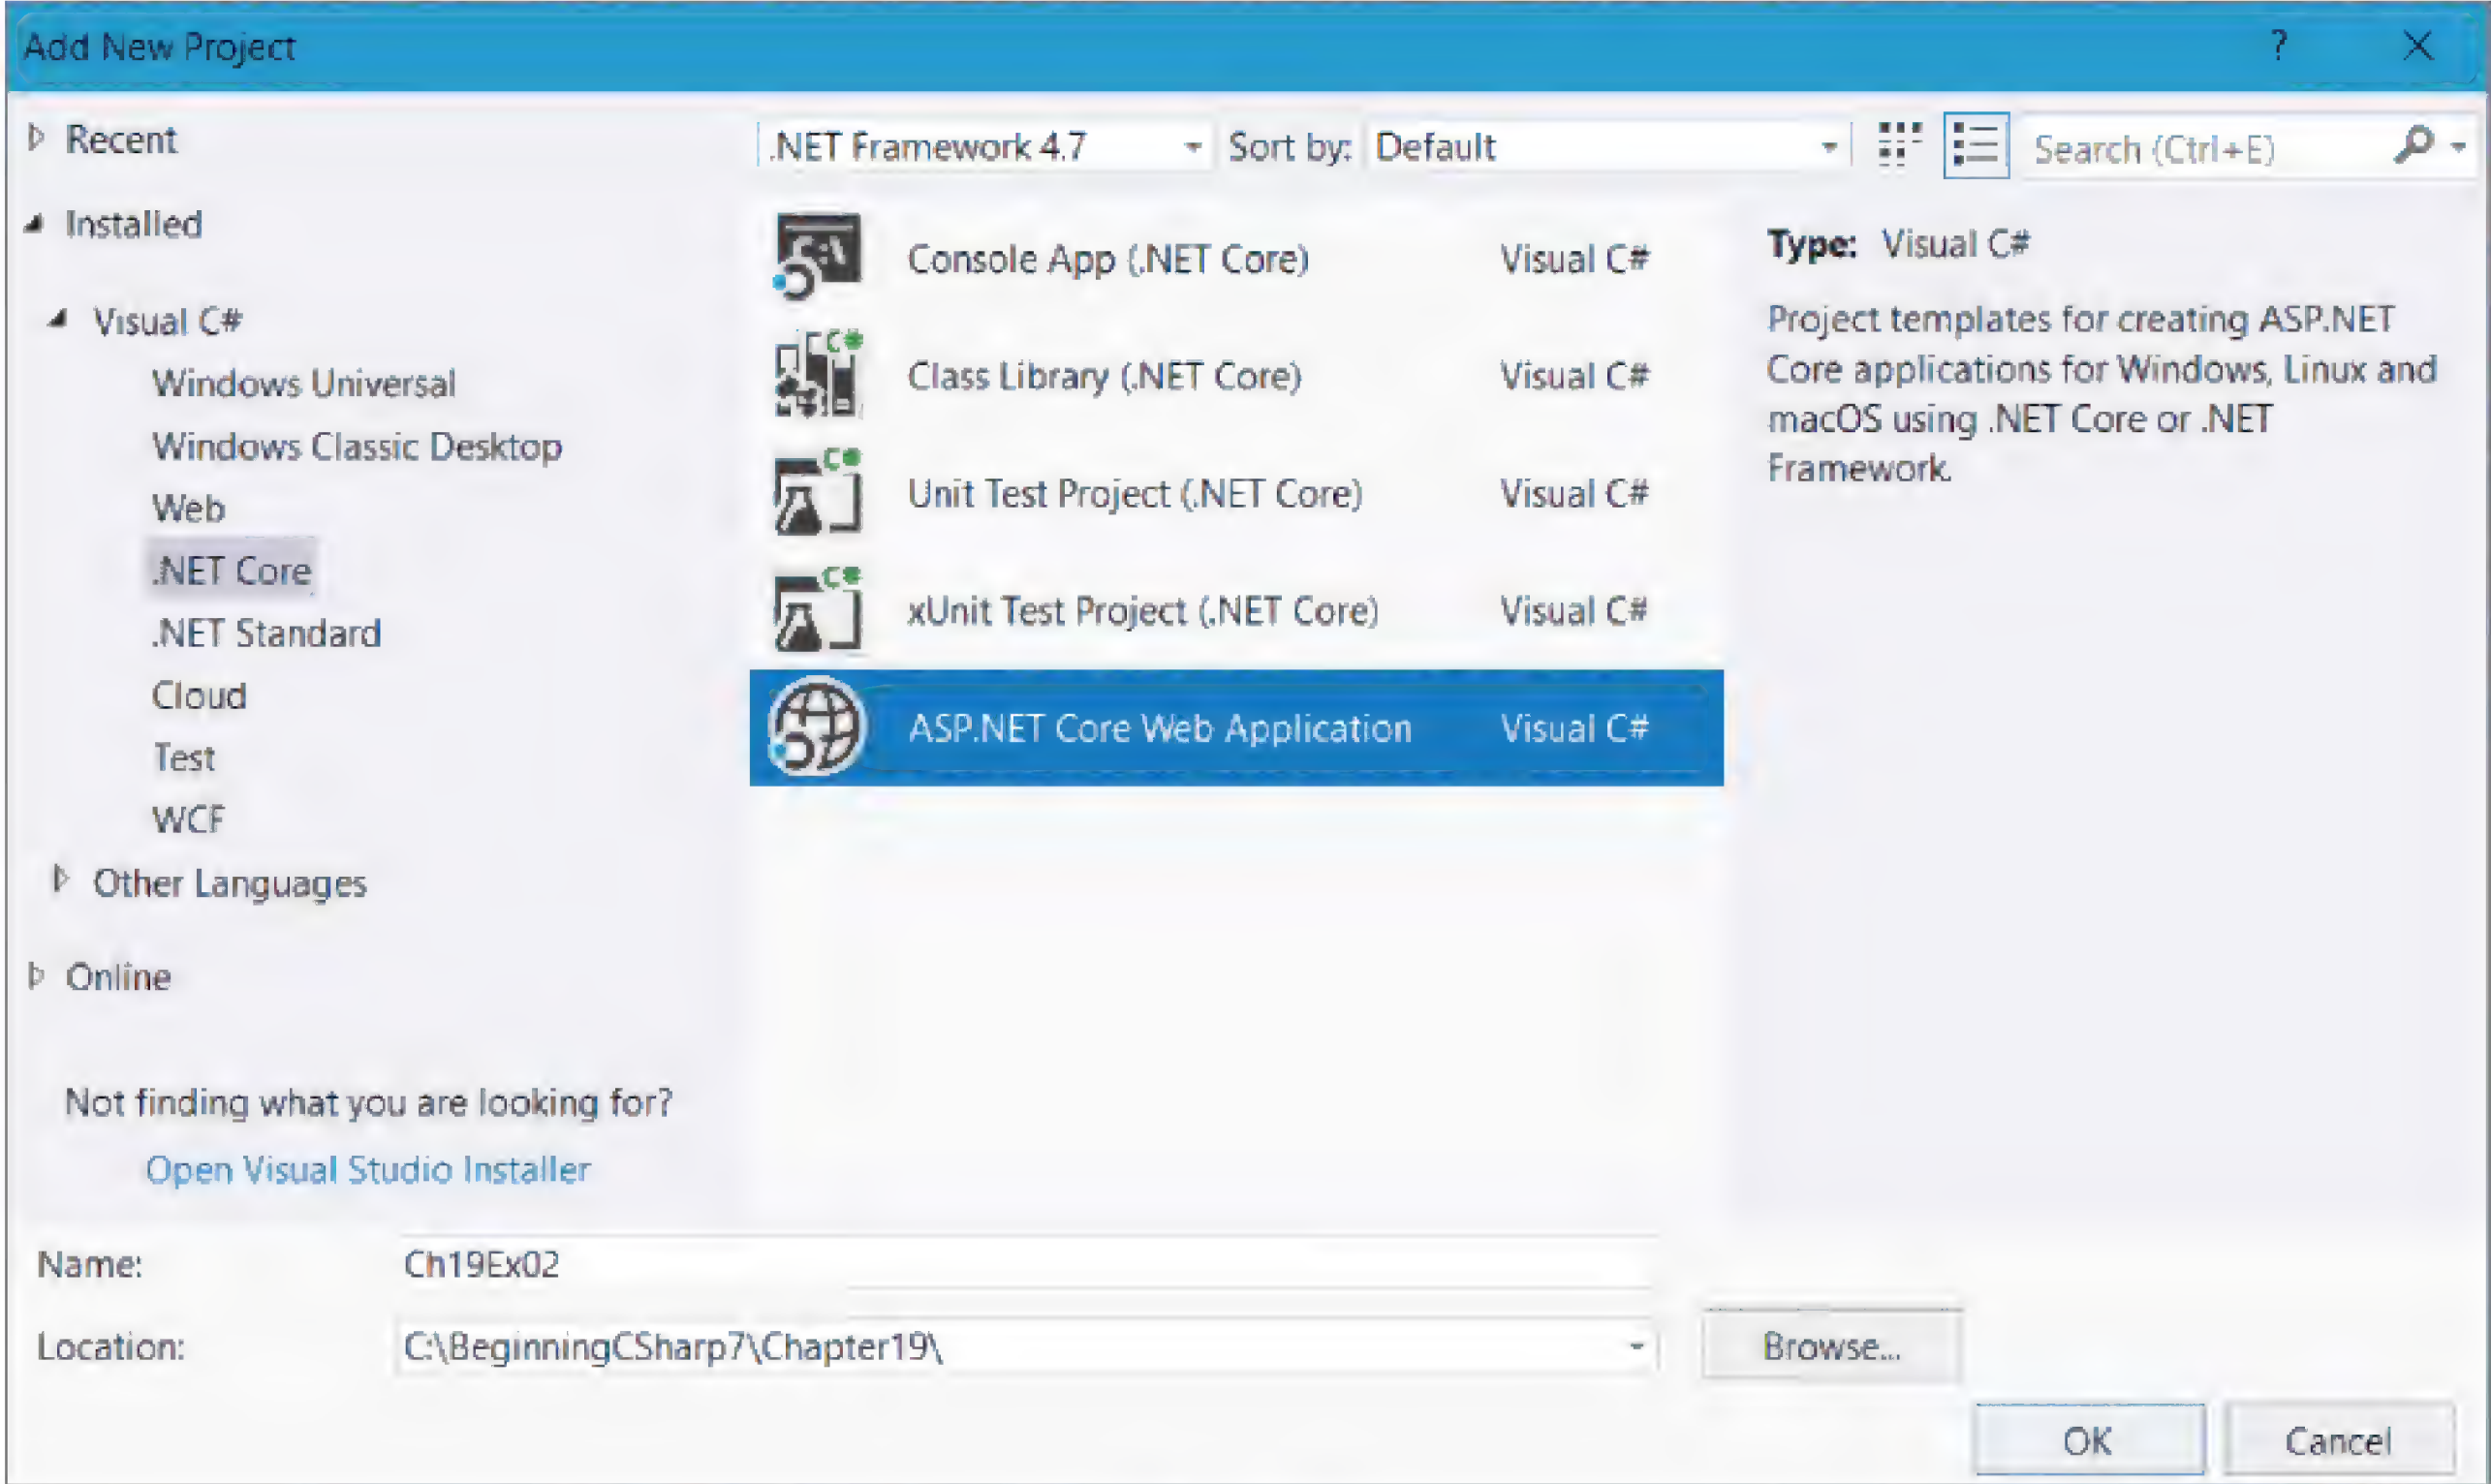 Add New Project
?
Recent
Installed
Visual C#
Windows Universal
Windows Classic Desktop
Web
.NET Core
.NET Standard
Cloud
Test
WCF
Other Languages
Online
Not finding what you are looking for?
Open Visual Studio Installer
.NET Framework 4.7 Sort by: Default
Search (Ctrl+E)
Console App (.NET Core) Visual C#
Class Library (.NET Core) Visual C#
Unit Test Project (.NET Core) Visual C#
xUnit Test Project (.NET Core) Visual C#
ASP.NET Core Web Application Visual C#
Type: Visual C#
Project templates for creating ASP.NET
Core applications for Windows, Linux and
macOS using .NET Core or .NET
Framework.
Name: Ch19Ex02
Location: C:\BeginningCSharp7\Chapter19\
Browse...
OK
Cancel